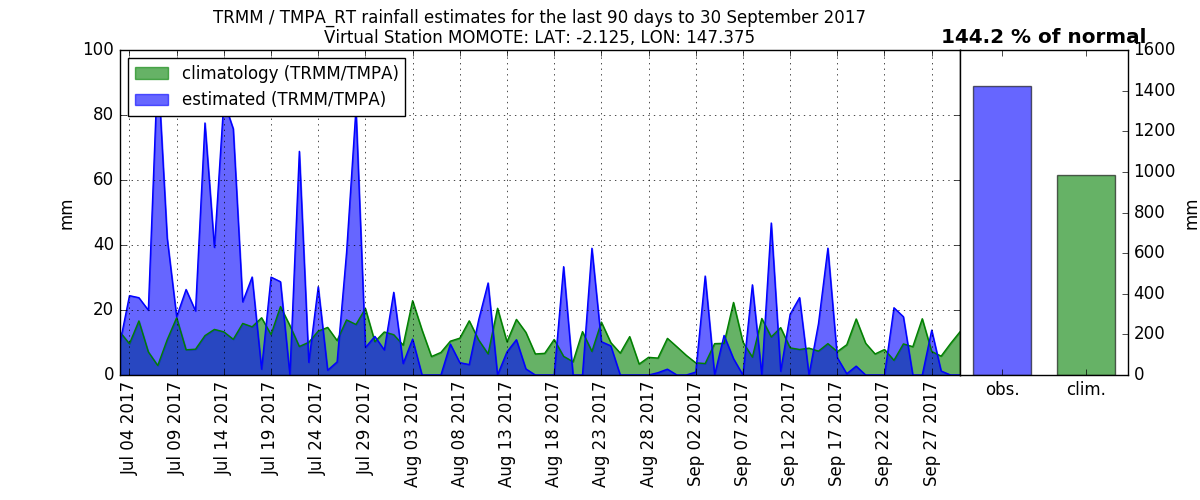 TRMM / TMPA_RT rainfall estimates for the last 90 days to 30 September 2017
Virtual Station MOMOTE: LAT: -2.125, LON: 147.375
144.2 % of normal
climatology (TRMM/TMPA)
estimated (TRMM/TMPA)
100
80
60
40
20
0
mm
1600
1400
1200
1000
800
600
400
200
0
mm
Jul 04 2017
Jul 09 2017
Jul 14 2017
Jul 19 2017
Jul 24 2017
Jul 29 2017
Aug 03 2017
Aug 08 2017
Aug 13 2017
Aug 18 2017
Aug 23 2017
Aug 28 2017
Sep 02 2017
Sep 07 2017
Sep 12 2017
Sep 17 2017
Sep 22 2017
Sep 27 2017
obs.
clim.